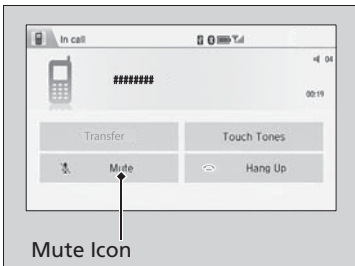 In call
04
########
00:19
Transfer
Touch Tones
Mute
Hang Up
Mute Icon